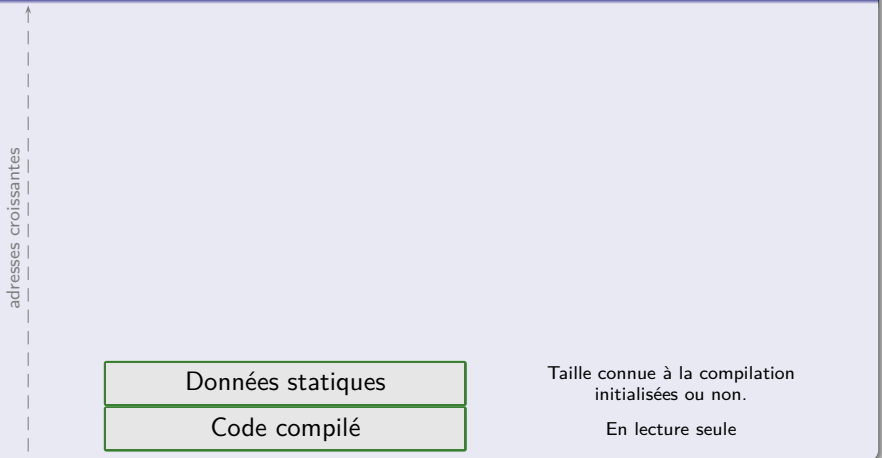 adresses croissantes
Données statiques
Taille connue à la compilation
initialisées ou non.
Code compilé
En lecture seule